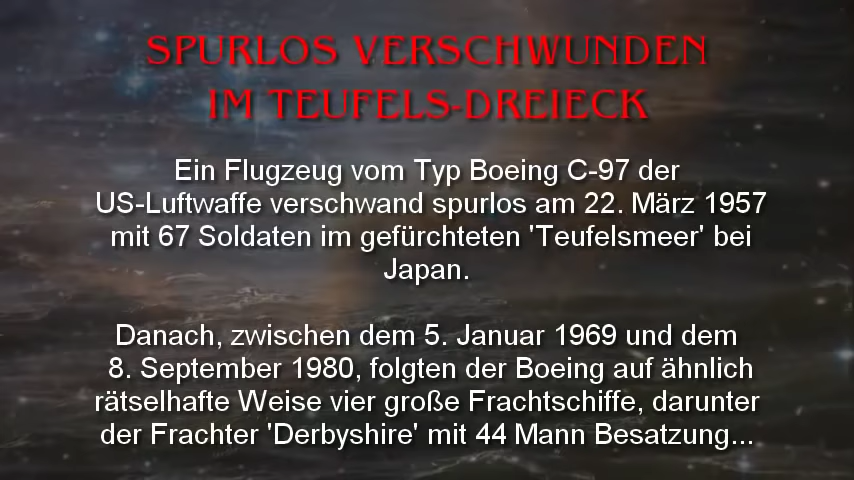 SPURLOS VERSCHWUNDEN
IM TEUFELS-DREIECK
Ein Flugzeug vom Typ Boeing C-97 der
US-Luftwaffe verschwand spurlos am 22. März 1957
mit 67 Soldaten im gefürchteten 'Teufelsmeer' bei
Japan.
Danach, zwischen dem 5. Januar 1969 und dem
8. September 1980, folgten der Boeing auf ähnlich
rätselhafte Weise vier große Frachtschiffe, darunter
der Frachter 'Derbyshire' mit 44 Mann Besatzung...